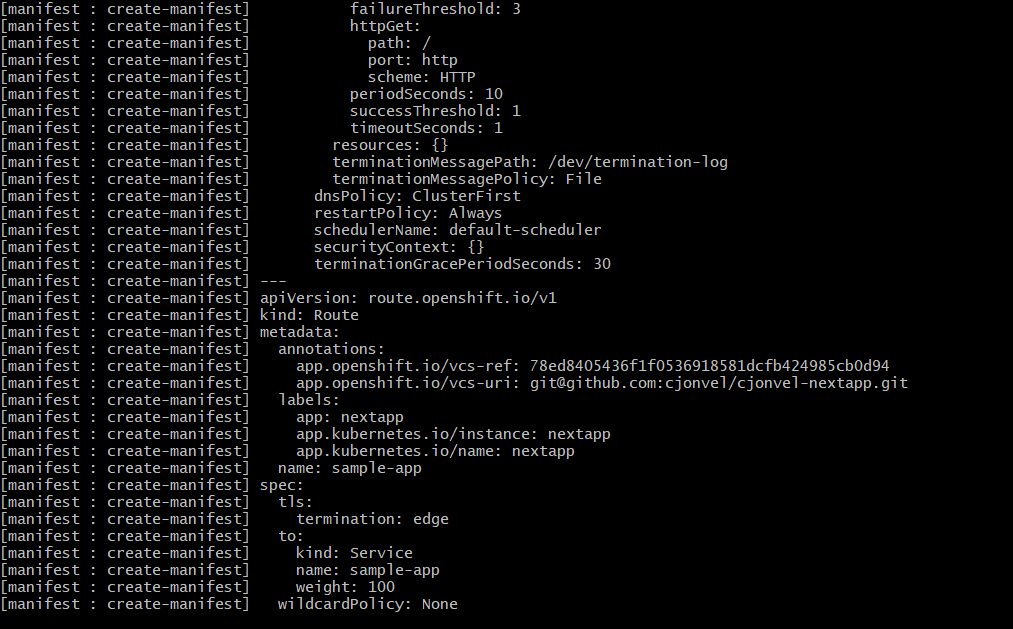 [manifest : create-manifest]           failureThreshold: 3
[manifest : create-manifest]           httpGet:
[manifest : create-manifest]             path: /
[manifest : create-manifest]             port: http
[manifest : create-manifest]             scheme: HTTP
[manifest : create-manifest]           periodSeconds: 10
[manifest : create-manifest]           successThreshold: 1
[manifest : create-manifest]           timeoutSeconds: 1
[manifest : create-manifest]         resources: {}
[manifest : create-manifest]         terminationMessagePath: /dev/termination-log
[manifest : create-manifest]         terminationMessagePolicy: File
[manifest : create-manifest]       dnsPolicy: ClusterFirst
[manifest : create-manifest]       restartPolicy: Always
[manifest : create-manifest]       schedulerName: default-scheduler
[manifest : create-manifest]       securityContext: {}
[manifest : create-manifest]       terminationGracePeriodSeconds: 30
[manifest : create-manifest] ---
[manifest : create-manifest] apiVersion: route.openshift.io/v1
[manifest : create-manifest] kind: Route
[manifest : create-manifest] metadata:
[manifest : create-manifest]   annotations:
[manifest : create-manifest]     app.openshift.io/vcs-ref: 78ed8405436f1f0536918581dcfb424985cb0d94
[manifest : create-manifest]     app.openshift.io/vcs-uri: git@github.com:cjonvel/cjonvel-nextapp.git
[manifest : create-manifest]   labels:
[manifest : create-manifest]     app: nextapp
[manifest : create-manifest]     app.kubernetes.io/instance: nextapp
[manifest : create-manifest]     app.kubernetes.io/name: nextapp
[manifest : create-manifest]   name: sample-app
[manifest : create-manifest] spec:
[manifest : create-manifest]   tls:
[manifest : create-manifest]     termination: edge
[manifest : create-manifest]   to:
[manifest : create-manifest]     kind: Service
[manifest : create-manifest]     name: sample-app
[manifest : create-manifest]     weight: 100
[manifest : create-manifest]   wildcardPolicy: None